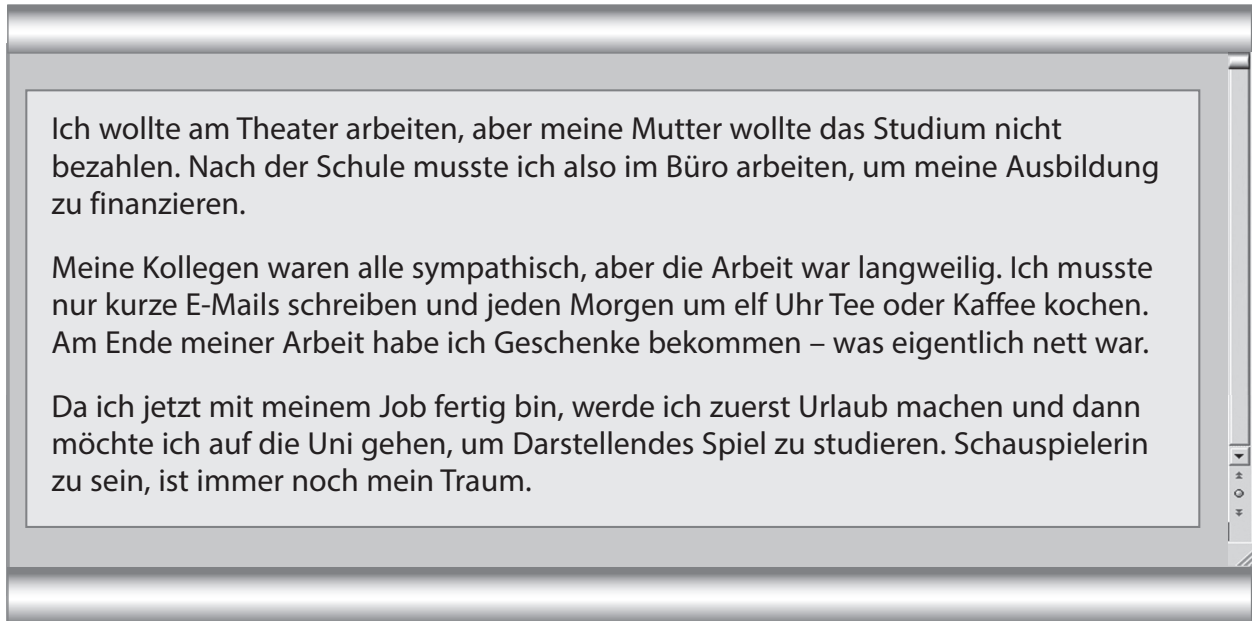 Ich wollte am Theater arbeiten, aber meine Mutter wollte das Studium nicht
bezahlen. Nach der Schule musste ich also im Büro arbeiten, um meine Ausbildung
zu finanzieren.
Meine Kollegen waren alle sympathisch, aber die Arbeit war langweilig. Ich musste
nur kurze E-Mails schreiben und jeden Morgen um elf Uhr Tee oder Kaffee kochen.
Am Ende meiner Arbeit habe ich Geschenke bekommen – was eigentlich nett war.
Da ich jetzt mit meinem Job fertig bin, werde ich zuerst Urlaub machen und dann
möchte ich auf die Uni gehen, um Darstellendes Spiel zu studieren. Schauspielerin
zu sein, ist immer noch mein Traum.